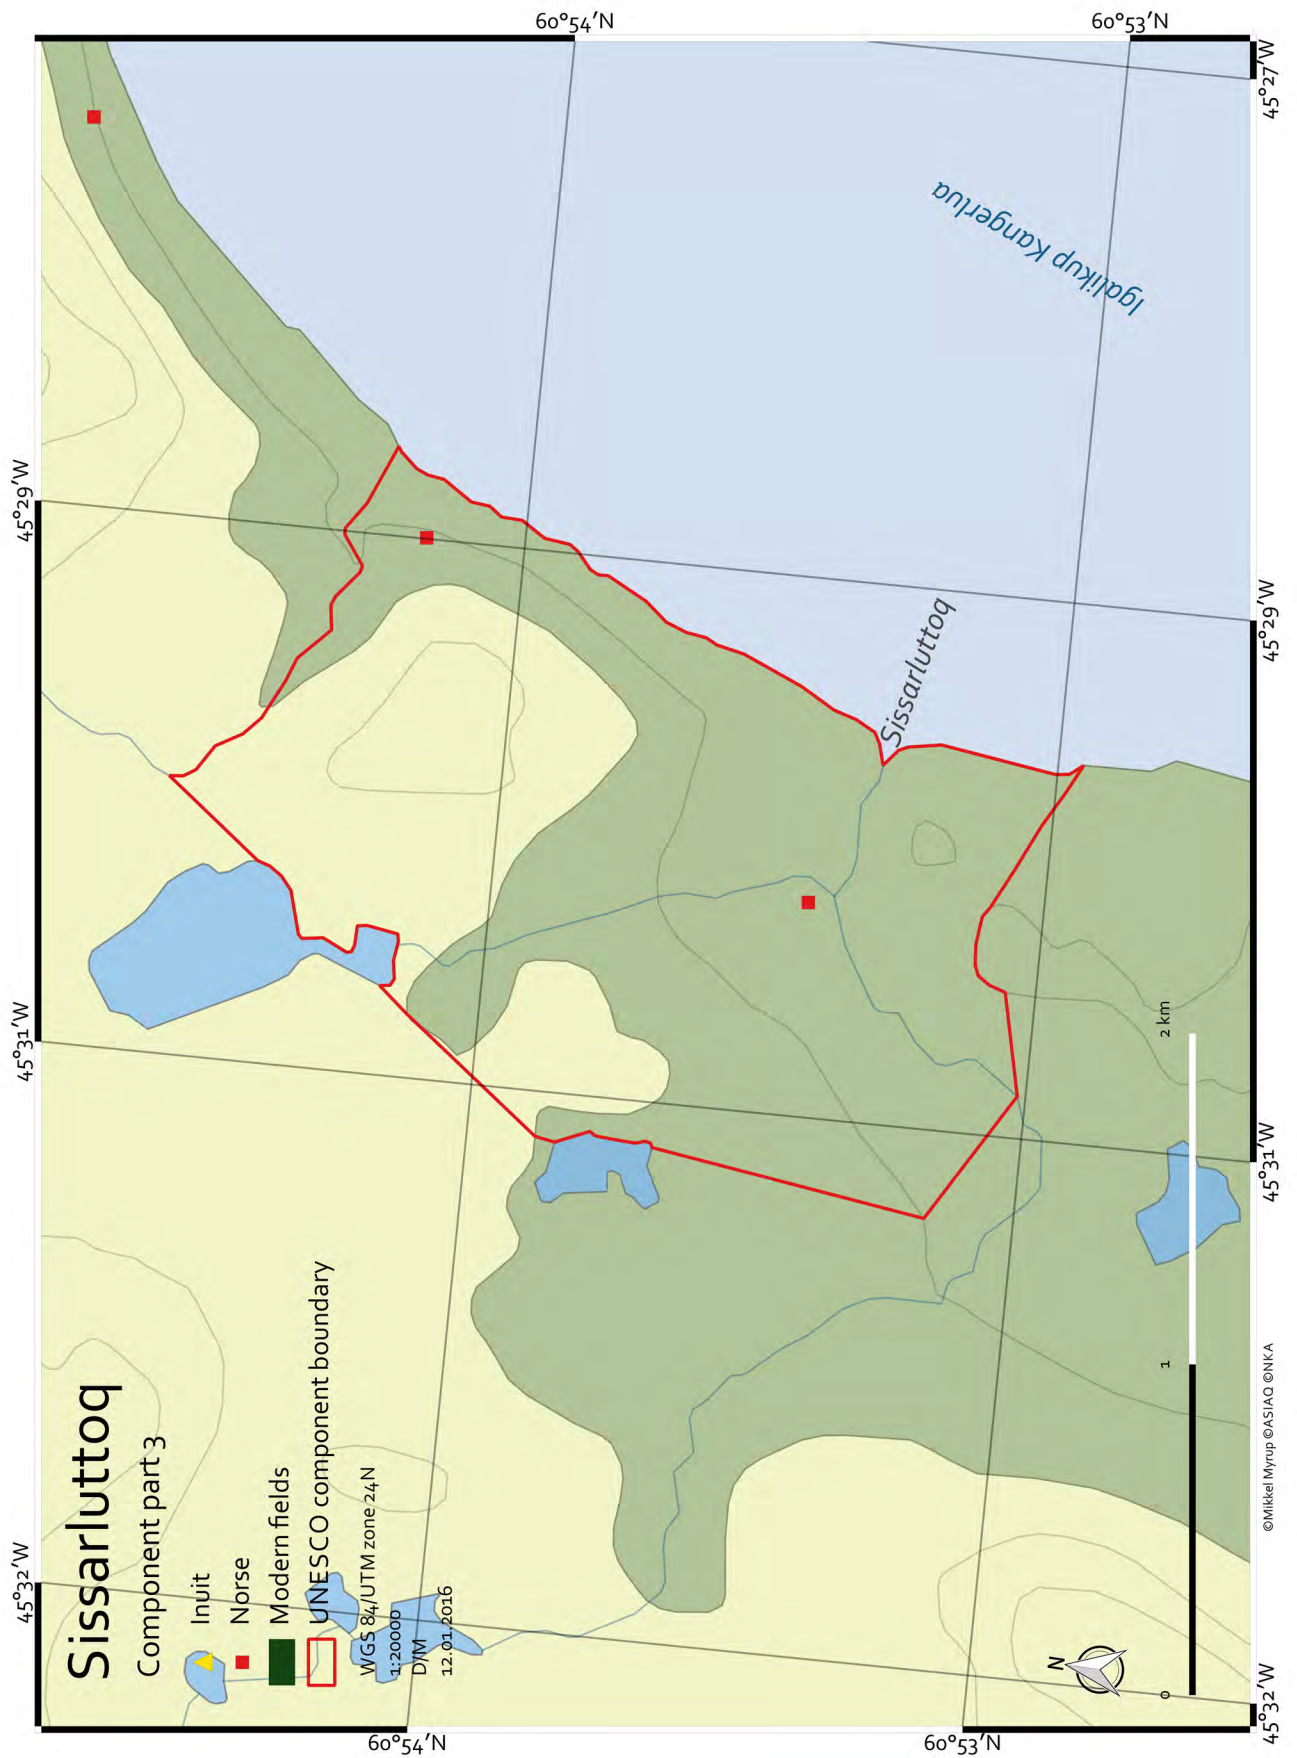 Sissarluttoq
Component part 3
Inuit
Norse
Modern fields
UNESCO component boundary
WGS 84/UTM zone 24N
1:20000
D/M
12.01.2016
45°32'W
45°31'W
45°29'W
60°54'N
60°53'N
60°54'N
60°53'N
45°32'W
45°31'W
45°29'W
45°27'W
Sissarluttoq
Igalikup Kangerlua
N
0 1 2 km
©Mikkel Myrup ©ASIAQ ©NKA